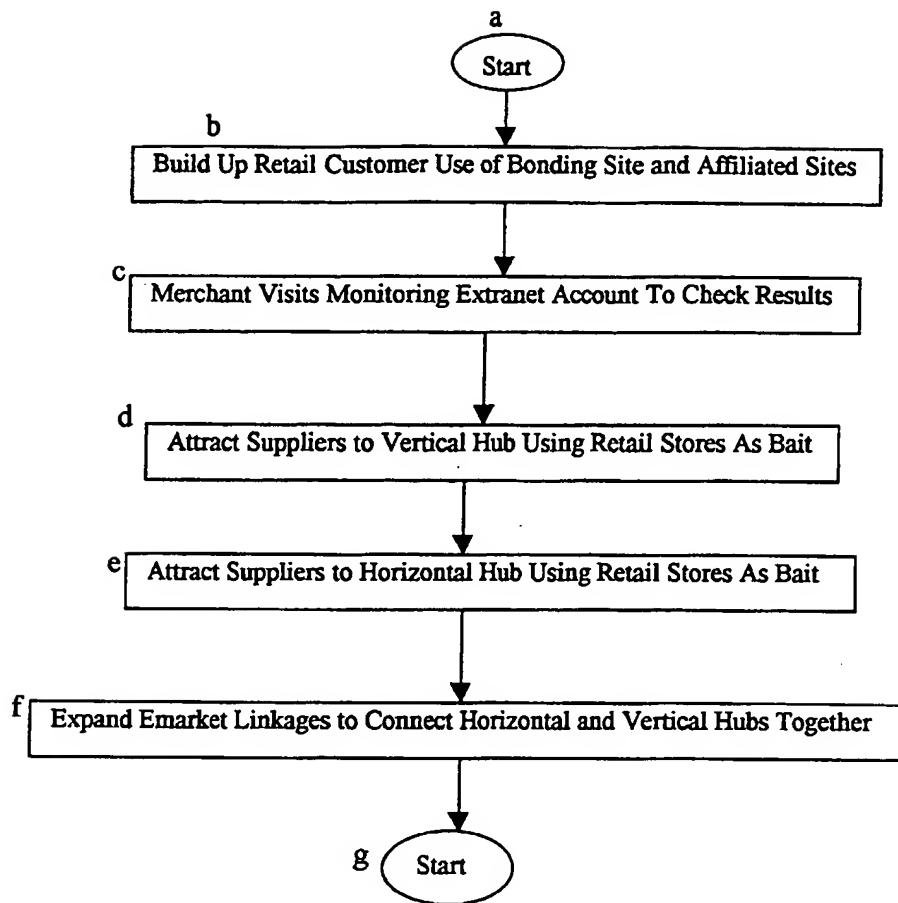 a
Start
b
Build Up Retail Customer Use of Bonding Site and Affiliated Sites
c
Merchant Visits Monitoring Extranet Account To Check Results
d
Attract Suppliers to Vertical Hub Using Retail Stores As Bait
e
Attract Suppliers to Horizontal Hub Using Retail Stores As Bait
f
Expand Emarket Linkages to Connect Horizontal and Vertical Hubs Together
g
Start